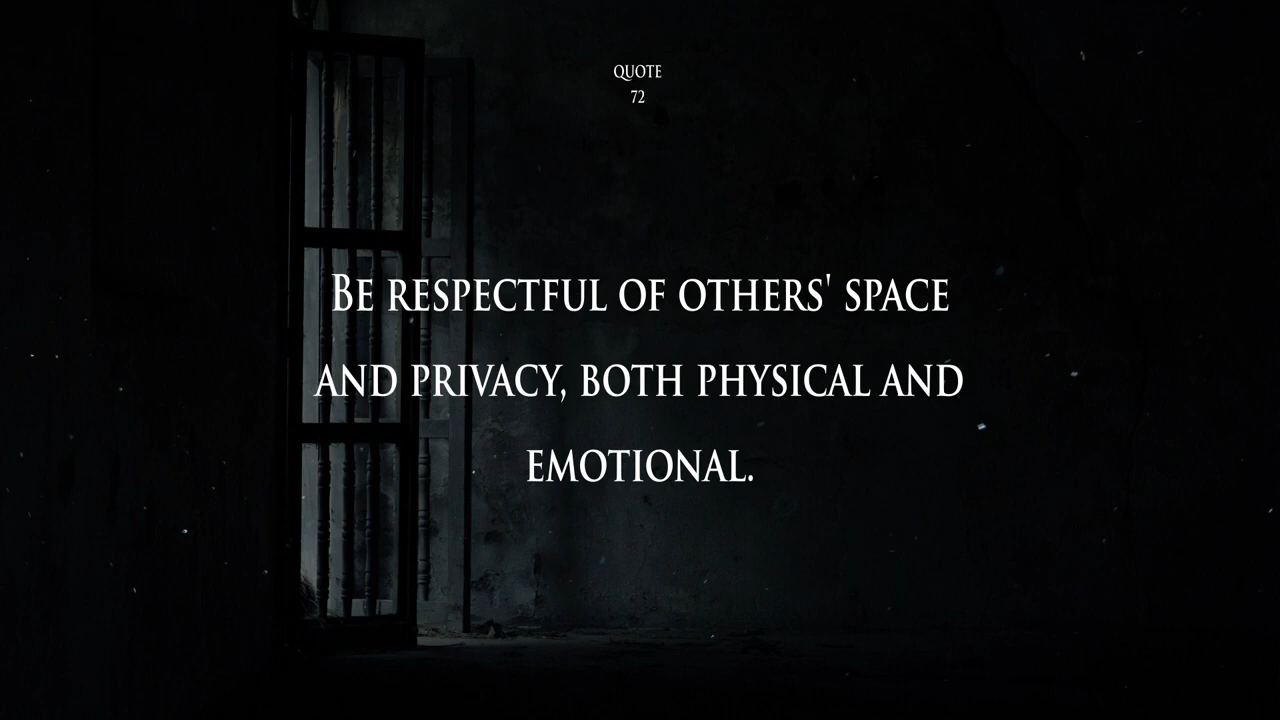 QUOTE
72
Be respectful of others' space
and privacy, both physical and
emotional.